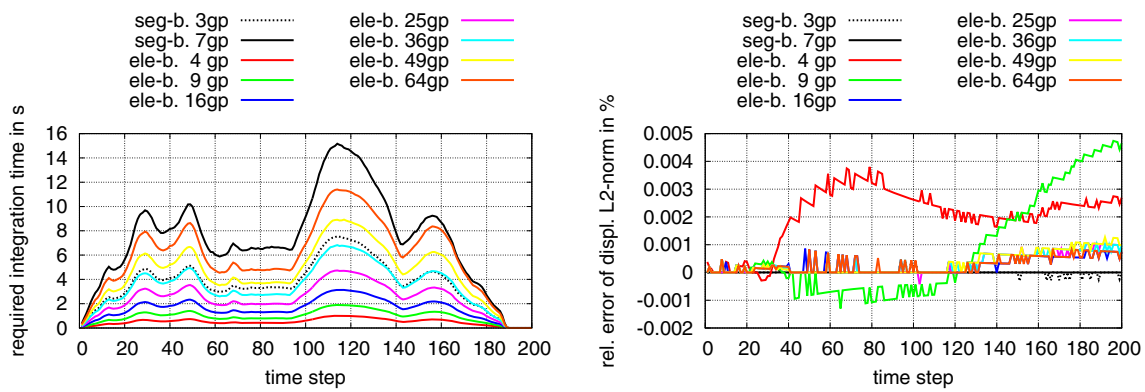 seg-b. 3gp
seg-b. 7gp
ele-b. 4 gp
ele-b. 9 gp
ele-b. 16gp
ele-b. 25gp
ele-b. 36gp
ele-b. 49gp
ele-b. 64gp
required integration time in s
16
14
12
10
8
6
4
2
0
0 20 40 60 80 100 120 140 160 180 200
time step
seg-b. 3gp
seg-b. 7gp
ele-b. 4 gp
ele-b. 9 gp
ele-b. 16gp
ele-b. 25gp
ele-b. 36gp
ele-b. 49gp
ele-b. 64gp
rel. error of displ. L2-norm in %
0.005
0.004
0.003
0.002
0.001
0
-0.001
-0.002
0 20 40 60 80 100 120 140 160 180 200
time step